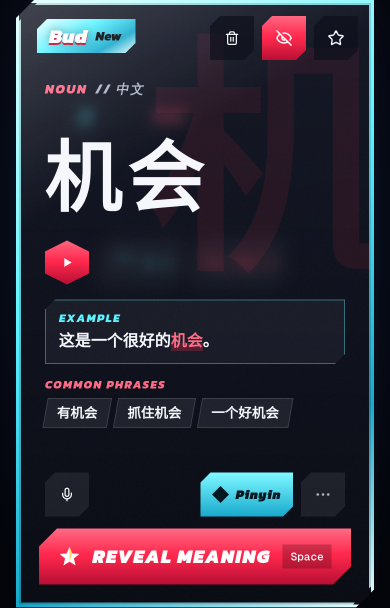 Bud New
NOUN // 中文
机会
EXAMPLE
这是一个很好的机会。
COMMON PHRASES
有机会 抓住机会 一个好机会
Pinyin
REVEAL MEANING Space